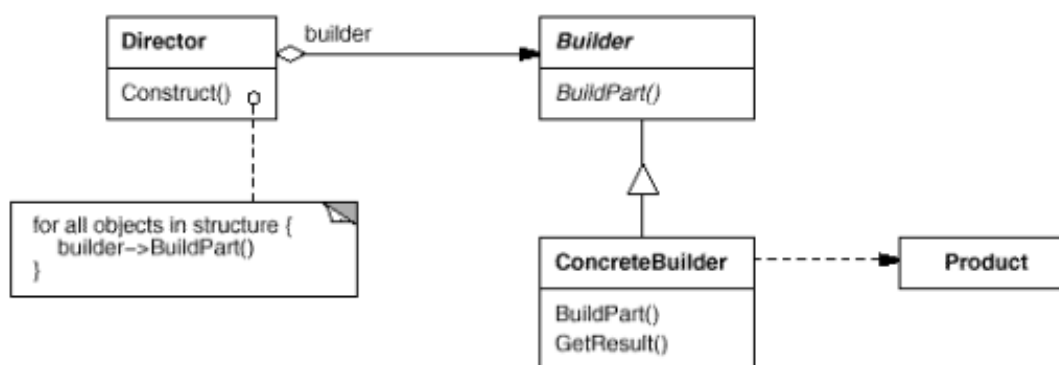 Director
builder
Builder
Construct()
BuildPart()
for all objects in structure {
builder->BuildPart()
}
ConcreteBuilder
Product
BuildPart()
GetResult()